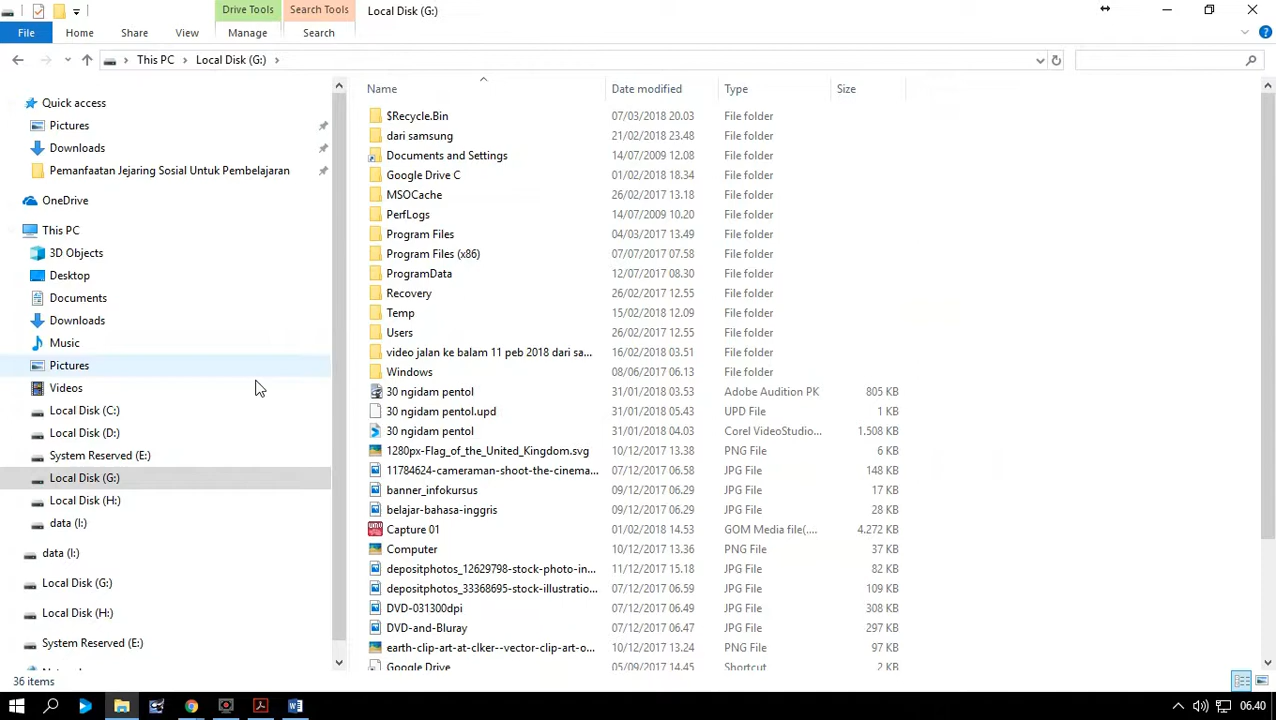 Drive Tools
Search Tools
Local Disk (G:)
File
Home
Share
View
Manage
Search
This PC
Local Disk (G:)
Name
Date modified
Type
Size
Quick access
Pictures
Downloads
Pemanfaatan Jejaring Sosial Untuk Pembelajaran
OneDrive
This PC
3D Objects
Desktop
Documents
Downloads
Music
Pictures
Videos
Local Disk (C:)
Local Disk (D:)
System Reserved (E:)
Local Disk (G:)
Local Disk (H:)
data (I:)
data (I:)
Local Disk (G:)
Local Disk (H:)
System Reserved (E:)
$Recycle.Bin 07/03/2018 20.03 File folder
dari samsung 21/02/2018 23.48 File folder
Documents and Settings 14/07/2009 12.08 File folder
Google Drive C 01/02/2018 18.34 File folder
MSOCache 26/02/2017 13.18 File folder
PerfLogs 14/07/2009 10.20 File folder
Program Files 04/03/2017 13.49 File folder
Program Files (x86) 07/07/2017 07.58 File folder
ProgramData 12/07/2017 08.30 File folder
Recovery 26/02/2017 12.55 File folder
Temp 15/02/2018 12.09 File folder
Users 26/02/2017 12.55 File folder
video jalan ke balam 11 peb 2018 dari sa... 16/02/2018 03.51 File folder
Windows 08/06/2017 06.13 File folder
30 ngidam pentol 31/01/2018 03.53 Adobe Audition PK 805 KB
30 ngidam pentol.upd 31/01/2018 05.43 UPD File 1 KB
30 ngidam pentol 31/01/2018 04.03 Corel VideoStudio... 1.508 KB
1280px-Flag_of_the_United_Kingdom.svg 10/12/2017 13.38 PNG File 6 KB
11784624-cameraman-shoot-the-cinema... 07/12/2017 06.58 JPG File 148 KB
banner_infokursus 09/12/2017 06.29 JPG File 17 KB
belajar-bahasa-inggris 09/12/2017 06.29 JPG File 28 KB
Capture 01 01/02/2018 14.53 GOM Media file(.... 4.272 KB
Computer 10/12/2017 13.36 PNG File 37 KB
depositphotos_12629798-stock-photo-in... 11/12/2017 15.18 JPG File 82 KB
depositphotos_33368695-stock-illustratio... 07/12/2017 06.59 JPG File 109 KB
DVD-031300dpi 07/12/2017 06.49 JPG File 308 KB
DVD-and-Bluray 07/12/2017 06.47 JPG File 297 KB
earth-clip-art-at-clker--vector-clip-art-o... 10/12/2017 13.24 PNG File 97 KB
Google Drive 05/09/2017 14.45 Shortcut 2 KB
36 items
06.40